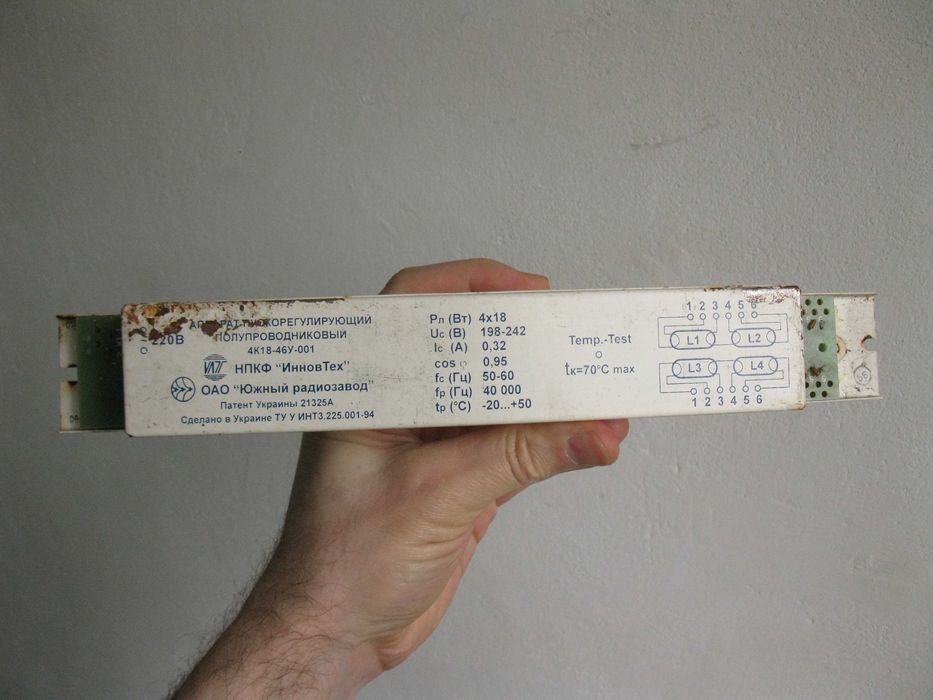 220В
ПОЛУПРОВОДНИКОВЫЙ
4К18-46У-001
НПКФ "ИнновТех"
ОАО "Южный радиозавод"
Патент Украины 21325А
Сделано в Украине ТУ У ИНТ3.225.001-94
Pл (Вт) 4x18
Uc (В) 198-242
Ic (А) 0,32
cos φ 0,95
fc (Гц) 50-60
fp (Гц) 40 000
tp (°C) -20...+50
Temp.-Test
tк=70°C max
1 2 3 4 5 6
L1 L2
L3 L4
1 2 3 4 5 6